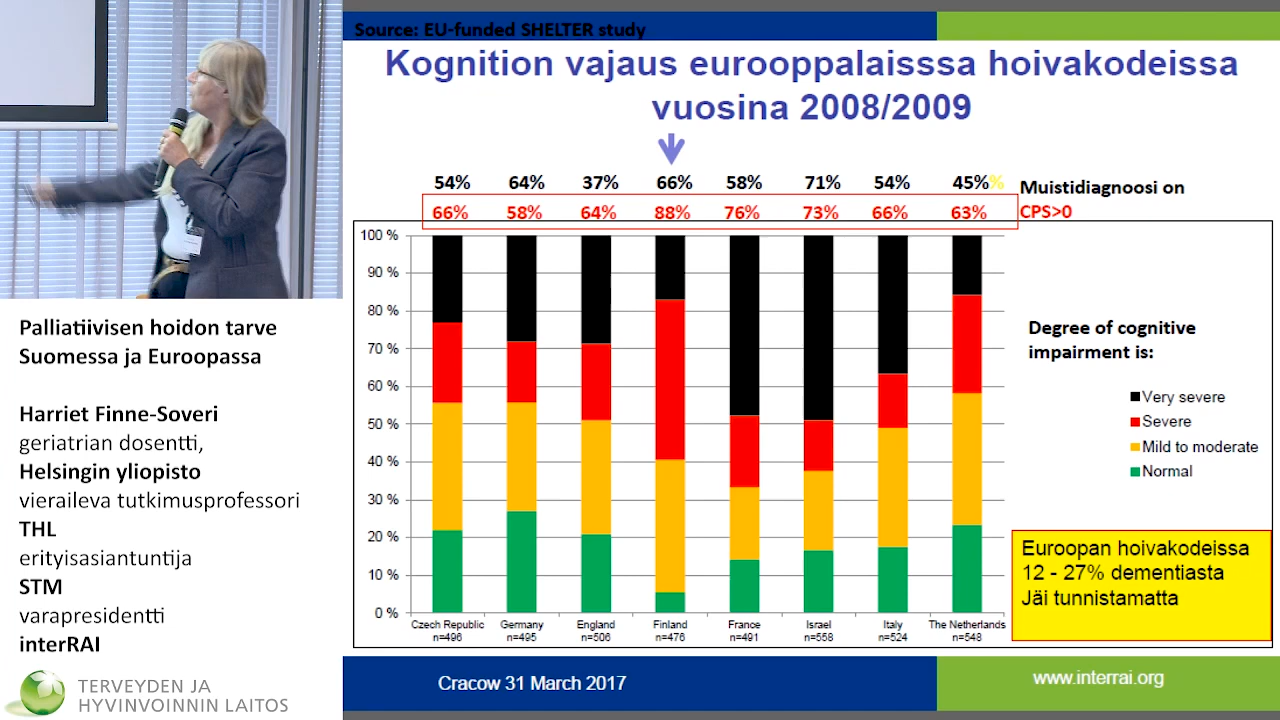 Source: EU-funded SHELTER study
Kognition vajaus eurooppalaisssa hoivakodeissa
vuosina 2008/2009
54% 64% 37% 66% 58% 71% 54% 45%% Muistidiagnoosi on
66% 58% 64% 88% 76% 73% 66% 63% CPS>0
100 %
90 %
80 %
70 %
60 %
50 %
40 %
30 %
20 %
10 %
0 %
Czech Republic Germany England Finland France Israel Italy The Netherlands
n=496 n=495 n=506 n=476 n=491 n=558 n=524 n=548
Degree of cognitive
impairment is:
Very severe
Severe
Mild to moderate
Normal
Euroopan hoivakodeissa
12 - 27% dementiasta
Jäi tunnistamatta
Cracow 31 March 2017
www.interrai.org
Palliatiivisen hoidon tarve
Suomessa ja Euroopassa
Harriet Finne-Soveri
geriatrian dosentti,
Helsingin yliopisto
vieraileva tutkimusprofessori
THL
erityisasiantuntija
STM
varapresidentti
interRAI
TERVEYDEN JA
HYVINVOINNIN LAITOS